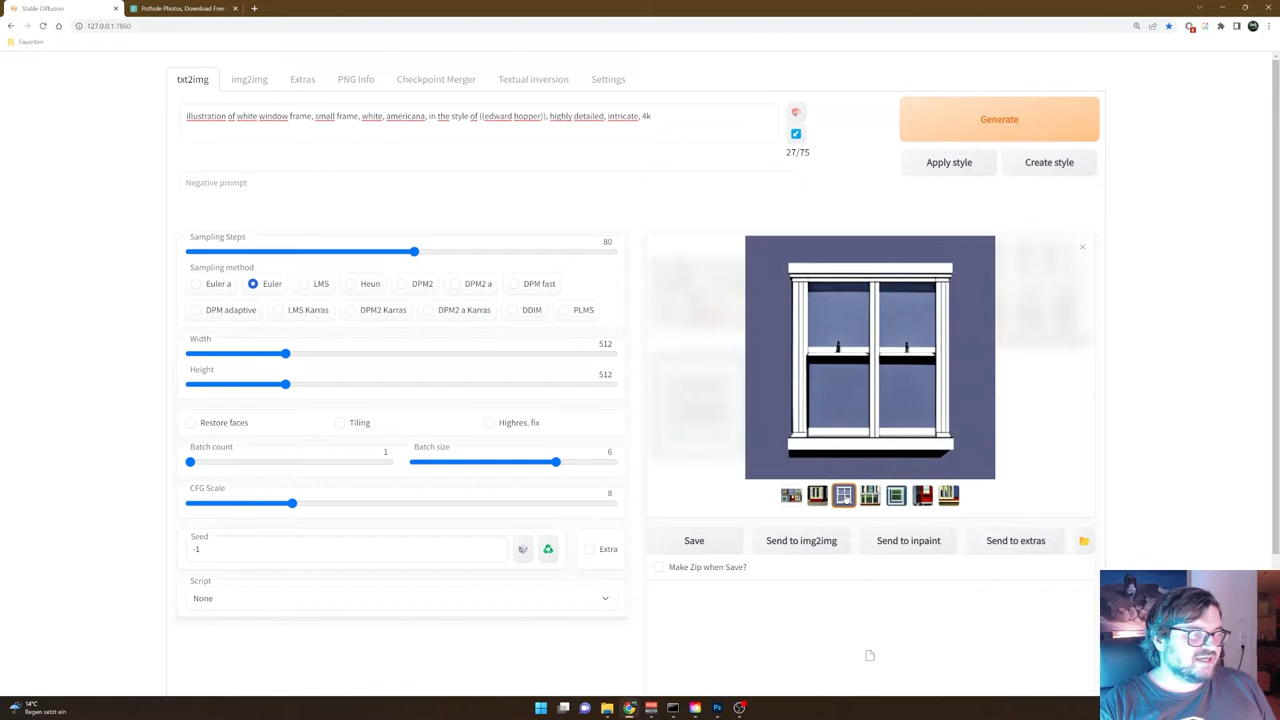 Stable Diffusion
Pothole Photos, Download Free
127.0.0.1:7860
Favoriten
txt2img
img2img
Extras
PNG Info
Checkpoint Merger
Textual inversion
Settings
illustration of white window frame, small frame, white, americana, in the style of ((edward hopper)), highly detailed, intricate, 4k
27/75
Generate
Apply style
Create style
Negative prompt
Sampling Steps
80
Sampling method
Euler a
Euler
LMS
Heun
DPM2
DPM2 a
DPM fast
DPM adaptive
LMS Karras
DPM2 Karras
DPM2 a Karras
DDIM
PLMS
Width
512
Height
512
Restore faces
Tiling
Highres. fix
Batch count
1
Batch size
6
CFG Scale
8
Seed
-1
Extra
Script
None
Save
Send to img2img
Send to inpaint
Send to extras
Make Zip when Save?
14°C
Regen setzt ein